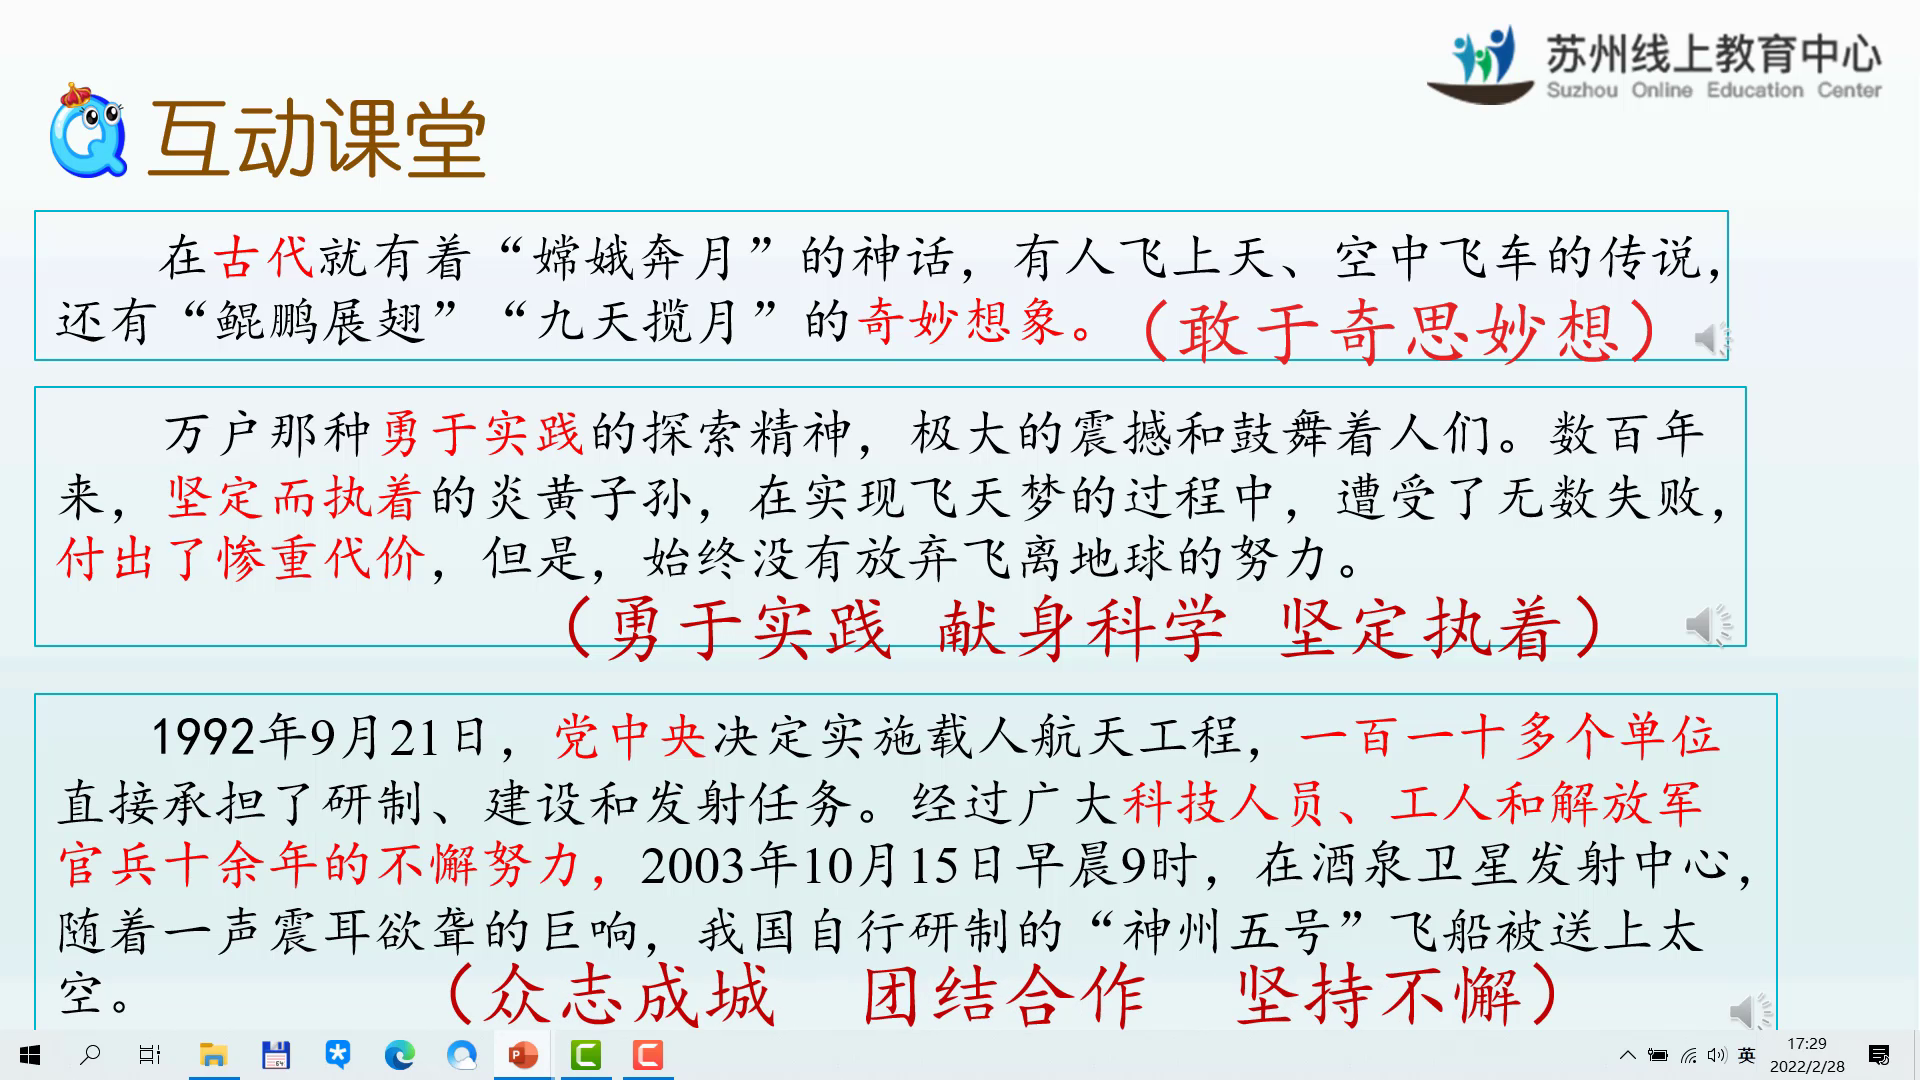 苏州线上教育中心
Suzhou Online Education Center
互动课堂
在古代就有着“嫦娥奔月”的神话，有人飞上天、空中飞车的传说，
还有“鲲鹏展翅”“九天揽月”的奇妙想象。（敢于奇思妙想）
万户那种勇于实践的探索精神，极大的震撼和鼓舞着人们。数百年
来，坚定而执着的炎黄子孙，在实现飞天梦的过程中，遭受了无数失败，
付出了惨重代价，但是，始终没有放弃飞离地球的努力。
（勇于实践 献身科学 坚定执着）
1992年9月21日，党中央决定实施载人航天工程，一百一十多个单位
直接承担了研制、建设和发射任务。经过广大科技人员、工人和解放军
官兵十余年的不懈努力，2003年10月15日早晨9时，在酒泉卫星发射中心，
随着一声震耳欲聋的巨响，我国自行研制的“神州五号”飞船被送上太
空。（众志成城 团结合作 坚持不懈）
64
英
17:29
2022/2/28